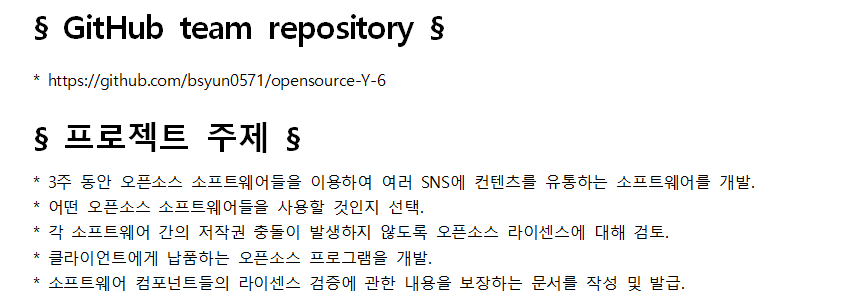 § GitHub team repository §
* https://github.com/bsyun0571/opensource-Y-6
§ 프로젝트 주제 §
* 3주 동안 오픈소스 소프트웨어들을 이용하여 여러 SNS에 컨텐츠를 유통하는 소프트웨어를 개발.
* 어떤 오픈소스 소프트웨어들을 사용할 것인지 선택.
* 각 소프트웨어 간의 저작권 충돌이 발생하지 않도록 오픈소스 라이센스에 대해 검토.
* 클라이언트에게 납품하는 오픈소스 프로그램을 개발.
* 소프트웨어 컴포넌트들의 라이센스 검증에 관한 내용을 보장하는 문서를 작성 및 발급.